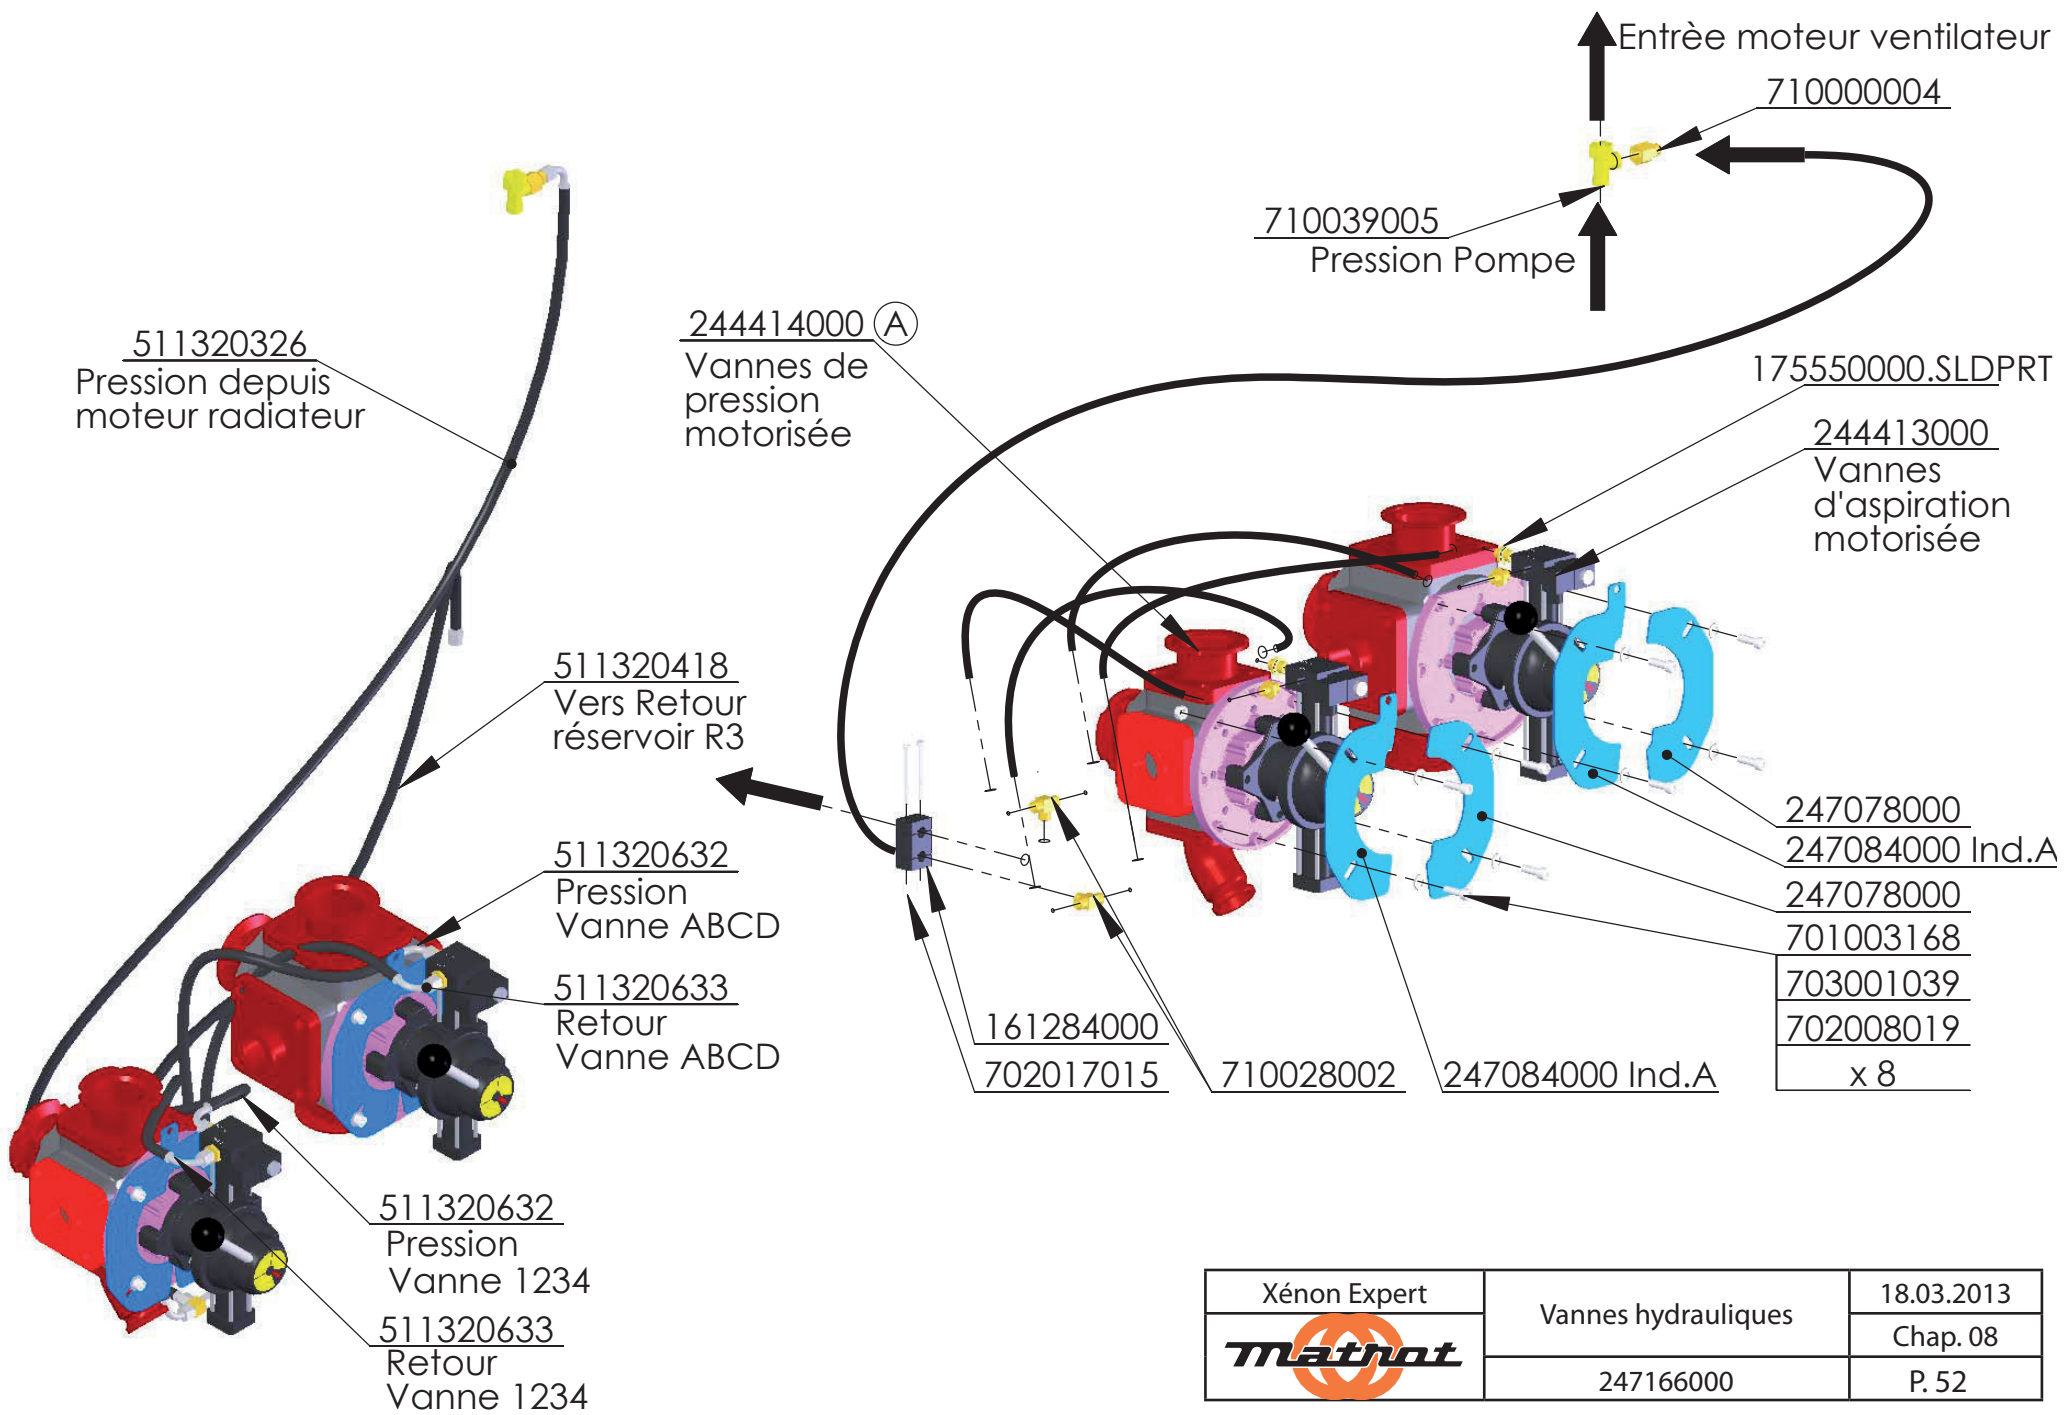 Entrèe moteur ventilateur
710000004
710039005
Pression Pompe
511320326
Pression depuis
moteur radiateur
244414000 A
Vannes de
pression
motorisée
175550000.SLDPRT
244413000
Vannes
d'aspiration
motorisée
511320418
Vers Retour
réservoir R3
511320632
Pression
Vanne ABCD
511320633
Retour
Vanne ABCD
247078000
247084000 Ind.A
247078000
701003168
703001039
702008019
x 8
161284000
702017015
710028002
247084000 Ind.A
511320632
Pression
Vanne 1234
511320633
Retour
Vanne 1234
Xénon Expert
matrot
Vannes hydrauliques
247166000
18.03.2013
Chap. 08
P. 52